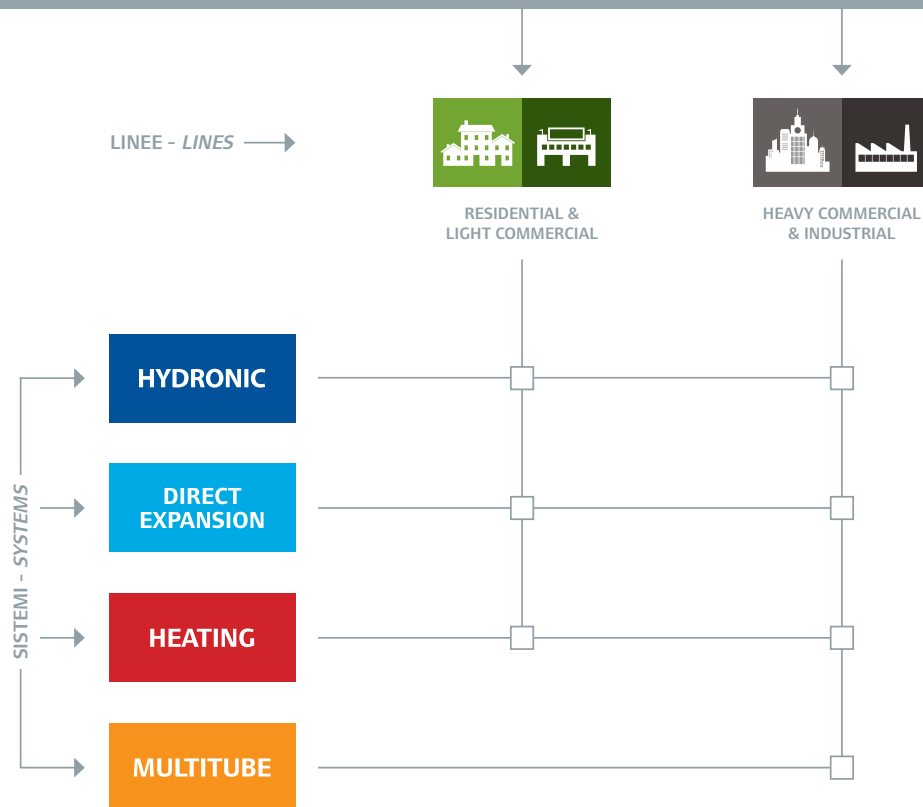 LINEE - LINES
RESIDENTIAL &
LIGHT COMMERCIAL
HEAVY COMMERCIAL
& INDUSTRIAL
SISTEMI - SYSTEMS
HYDRONIC
DIRECT
EXPANSION
HEATING
MULTITUBE